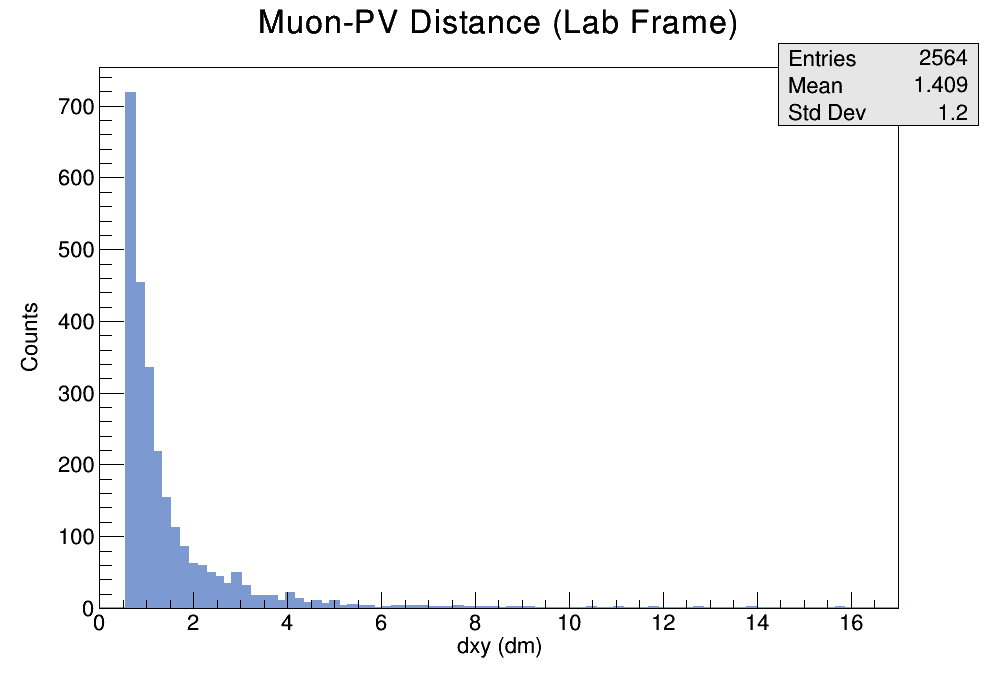 Muon-PV Distance (Lab Frame)
Entries 2564
Mean 1.409
Std Dev 1.2
700
600
500
400
300
200
100
0
Counts
0 2 4 6 8 10 12 14 16
dxy (dm)